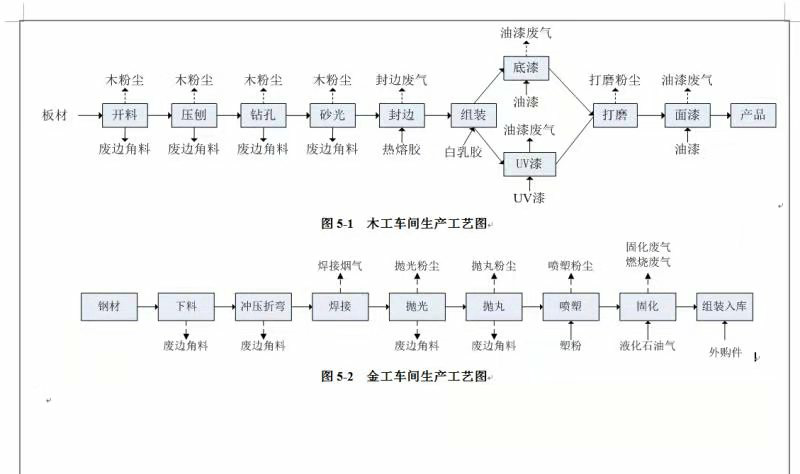 油漆废气
木粉尘 木粉尘 木粉尘 木粉尘 封边废气 底漆 打磨粉尘 油漆废气
油漆
板材 开料 压刨 钻孔 砂光 封边 组装 打磨 面漆 产品
油漆废气
废边角料 废边角料 废边角料 废边角料 热熔胶 白乳胶 UV漆 油漆
UV漆
图 5-1 木工车间生产工艺图
固化废气
焊接烟气 抛光粉尘 抛丸粉尘 喷塑粉尘 燃烧废气
钢材 下料 冲压折弯 焊接 抛光 抛丸 喷塑 固化 组装入库
废边角料 废边角料 废边角料 废边角料 塑粉 液化石油气 外购件
图 5-2 金工车间生产工艺图